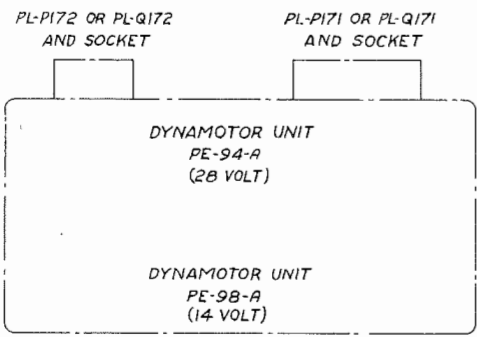 PL-P172 OR PL-Q172
AND SOCKET
PL-P171 OR PL-Q171
AND SOCKET
DYNAMOTOR UNIT
PE-94-A
(28 VOLT)
DYNAMOTOR UNIT
PE-98-A
(14 VOLT)